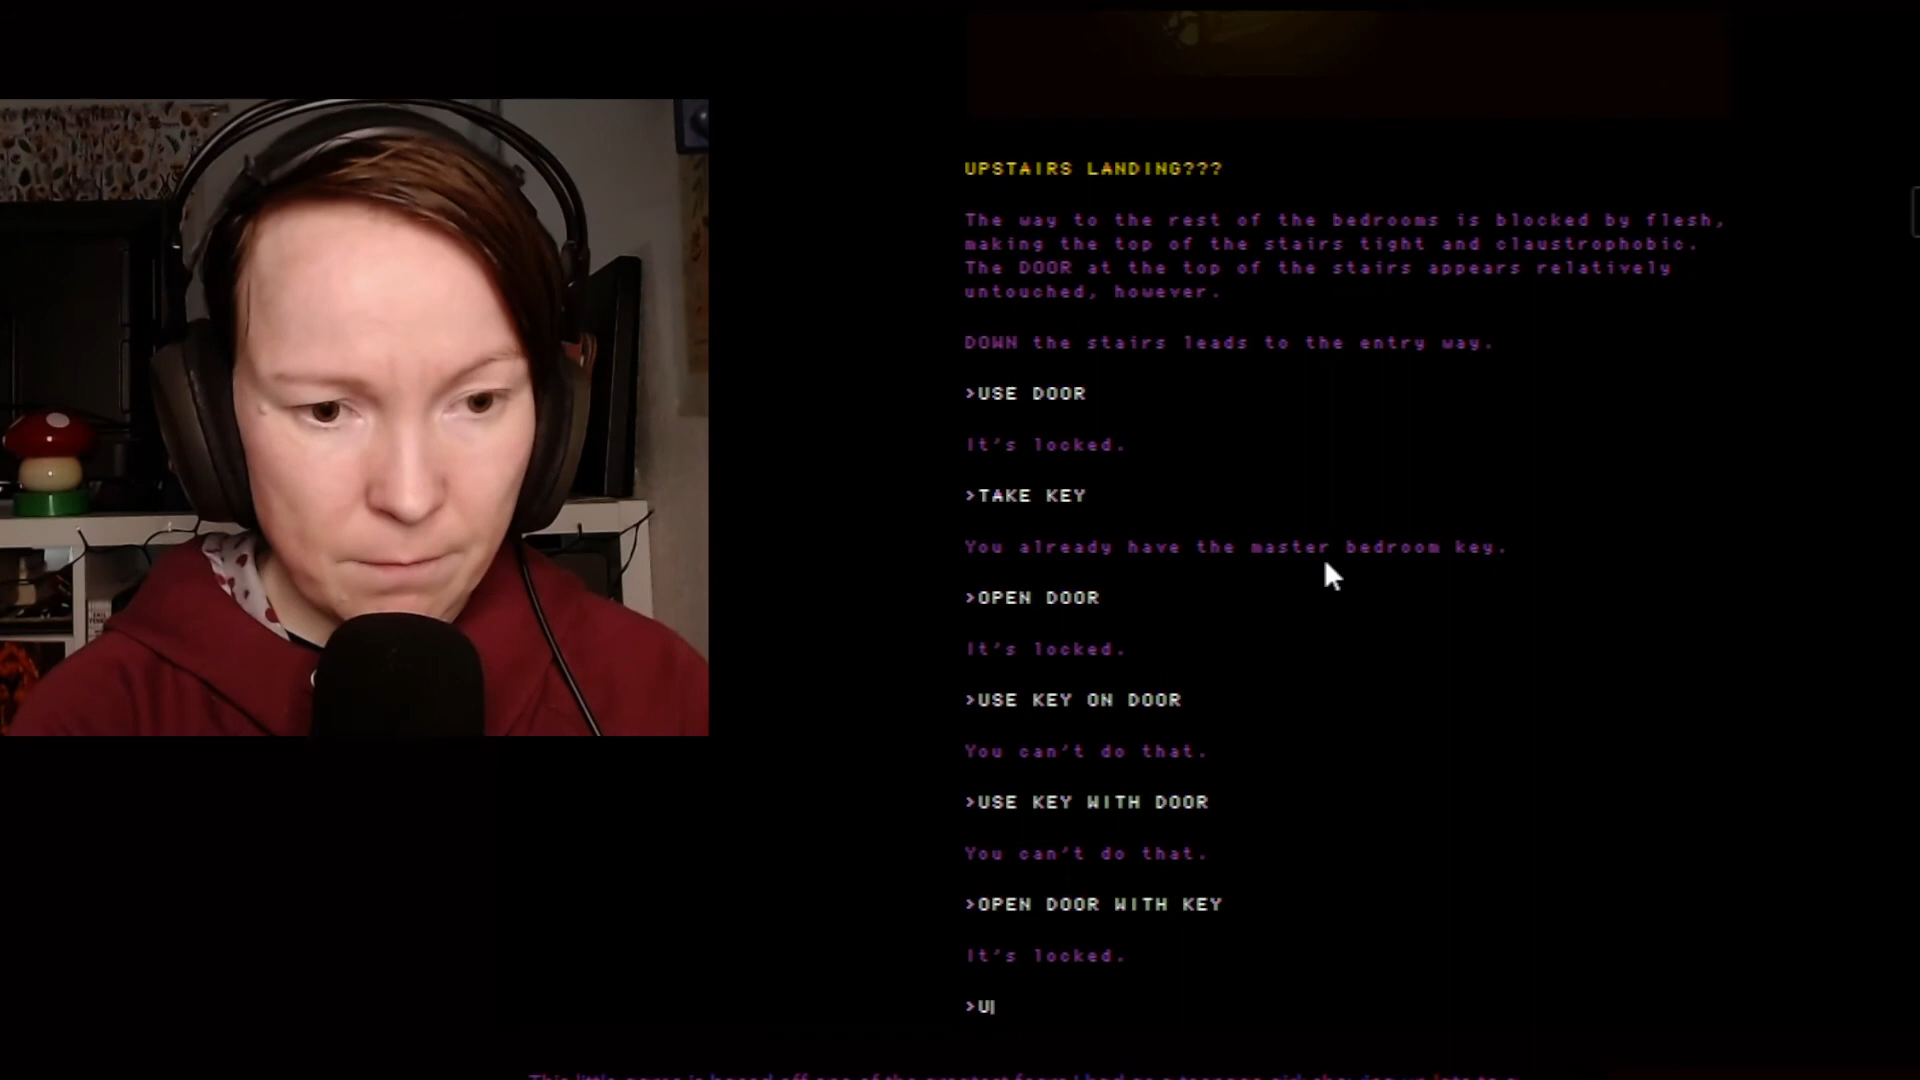 UPSTAIRS LANDING???
The way to the rest of the bedrooms is blocked by flesh,
making the top of the stairs tight and claustrophobic.
The DOOR at the top of the stairs appears relatively
untouched, however.
DOWN the stairs leads to the entry way.
>USE DOOR
It's locked.
>TAKE KEY
You already have the master bedroom key.
>OPEN DOOR
It's locked.
>USE KEY ON DOOR
You can't do that.
>USE KEY WITH DOOR
You can't do that.
>OPEN DOOR WITH KEY
It's locked.
>U